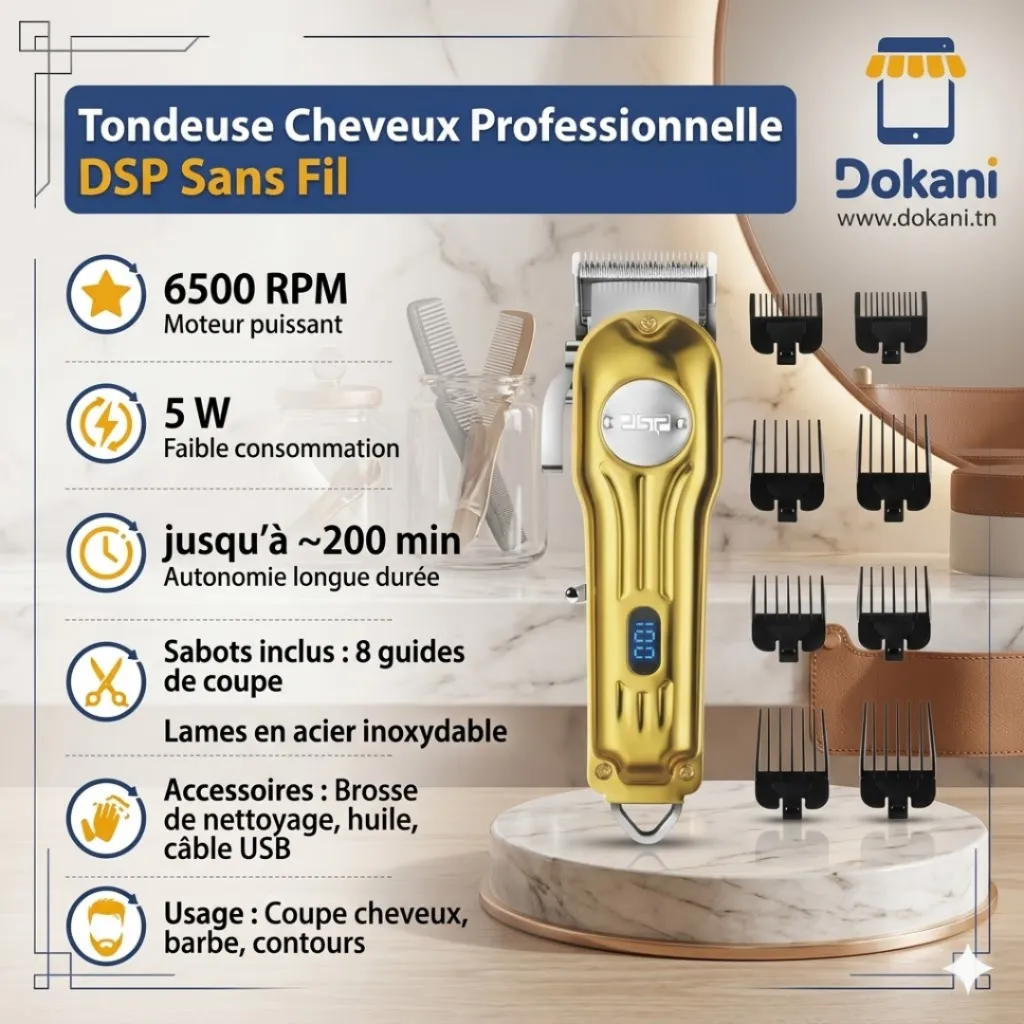 Tondeuse Cheveux Professionnelle
DSP Sans Fil
Dokani
www.dokani.tn
6500 RPM
Moteur puissant
5 W
Faible consommation
jusqu'à ~200 min
Autonomie longue durée
Sabots inclus : 8 guides
de coupe
Lames en acier inoxydable
Accessoires : Brosse
de nettoyage, huile,
câble USB
Usage : Coupe cheveux,
barbe, contours
dsp